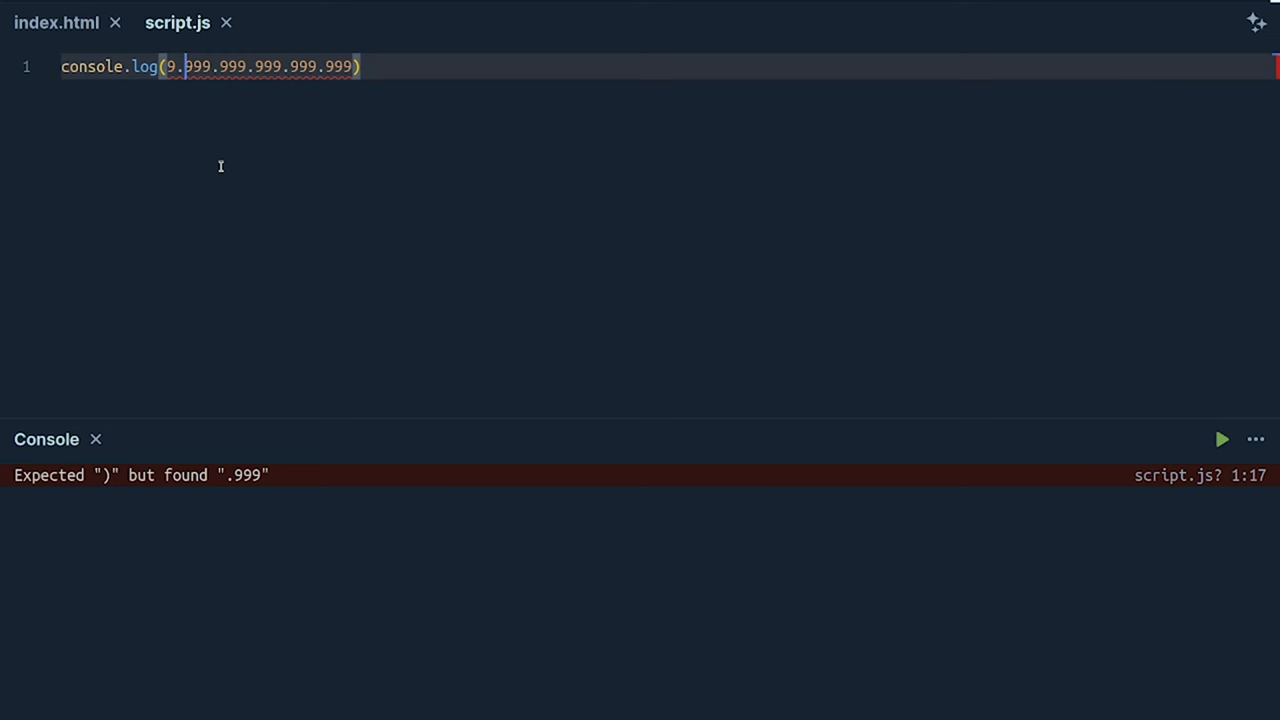 index.html × script.js ×
1 console.log(9.999.999.999.999.999)
Console ×
Expected ")" but found ".999" script.js? 1:17